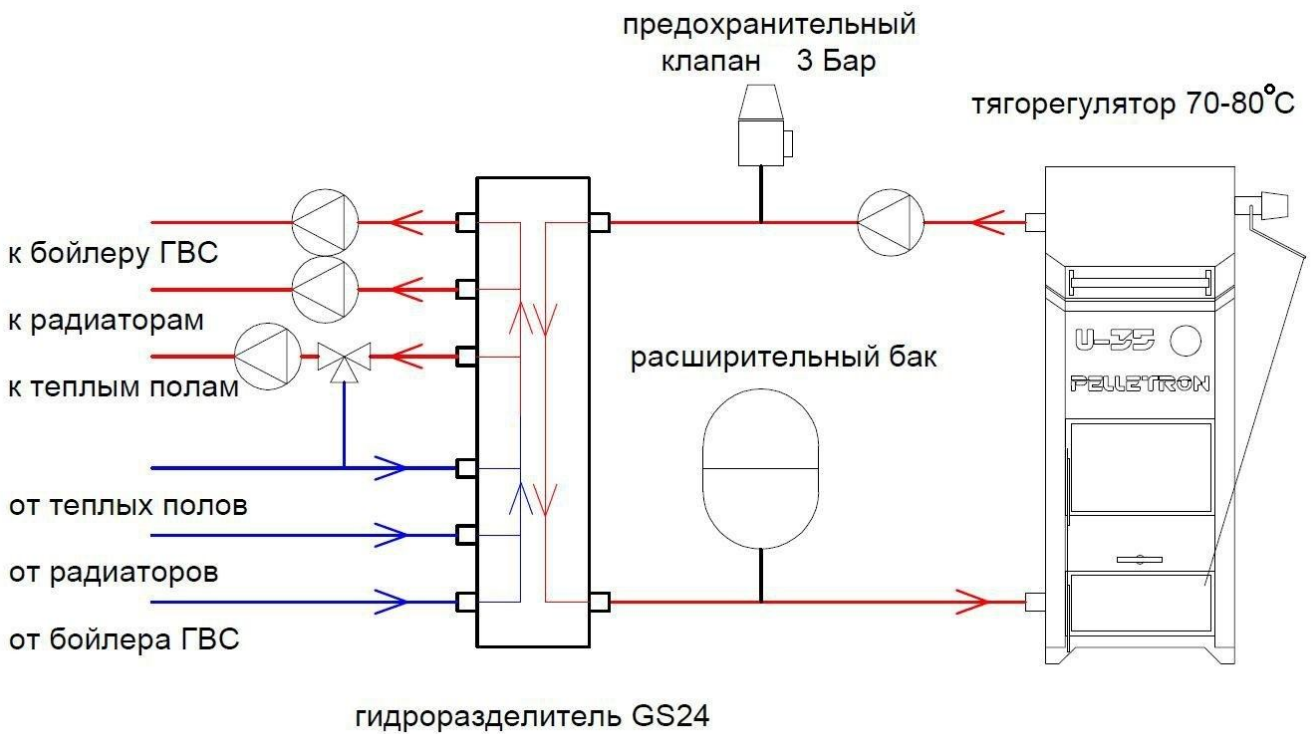 предохранительный
клапан 3 Бар
тягорегулятор 70-80°С
к бойлеру ГВС
к радиаторам
к теплым полам
расширительный бак
U-35
PELLETRON
от теплых полов
от радиаторов
от бойлера ГВС
гидроразделитель GS24